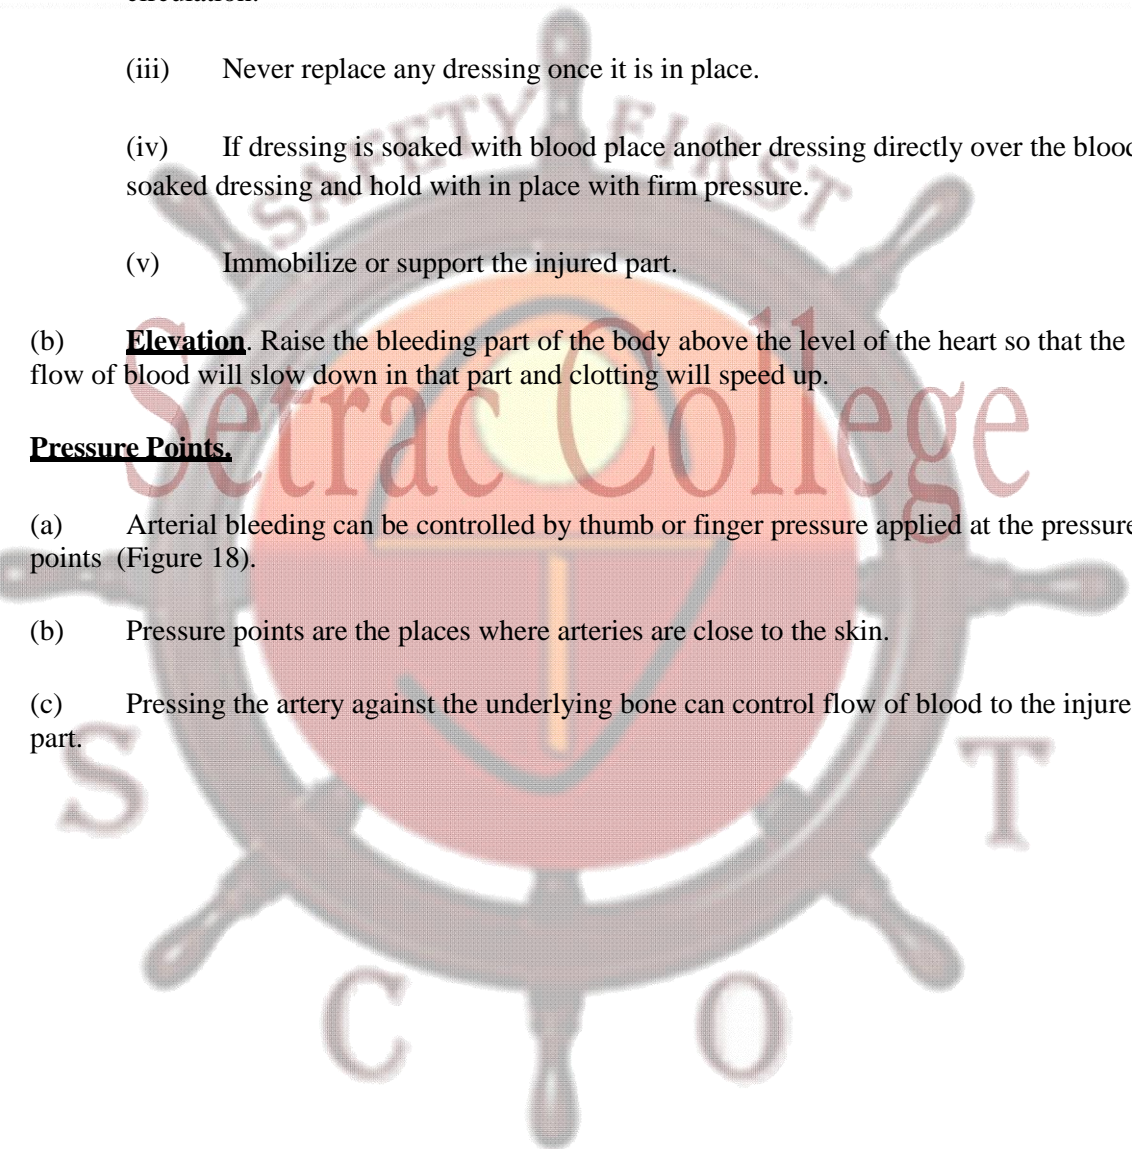 circulation.
(iii) Never replace any dressing once it is in place.
(iv) If dressing is soaked with blood place another dressing directly over the blood
soaked dressing and hold with in place with firm pressure.
(v) Immobilize or support the injured part.
(b) Elevation. Raise the bleeding part of the body above the level of the heart so that the
flow of blood will slow down in that part and clotting will speed up.
Pressure Points.
(a) Arterial bleeding can be controlled by thumb or finger pressure applied at the pressure
points (Figure 18).
(b) Pressure points are the places where arteries are close to the skin.
(c) Pressing the artery against the underlying bone can control flow of blood to the injure
part.
SAFETY FIRST
Setrac College
S C O T